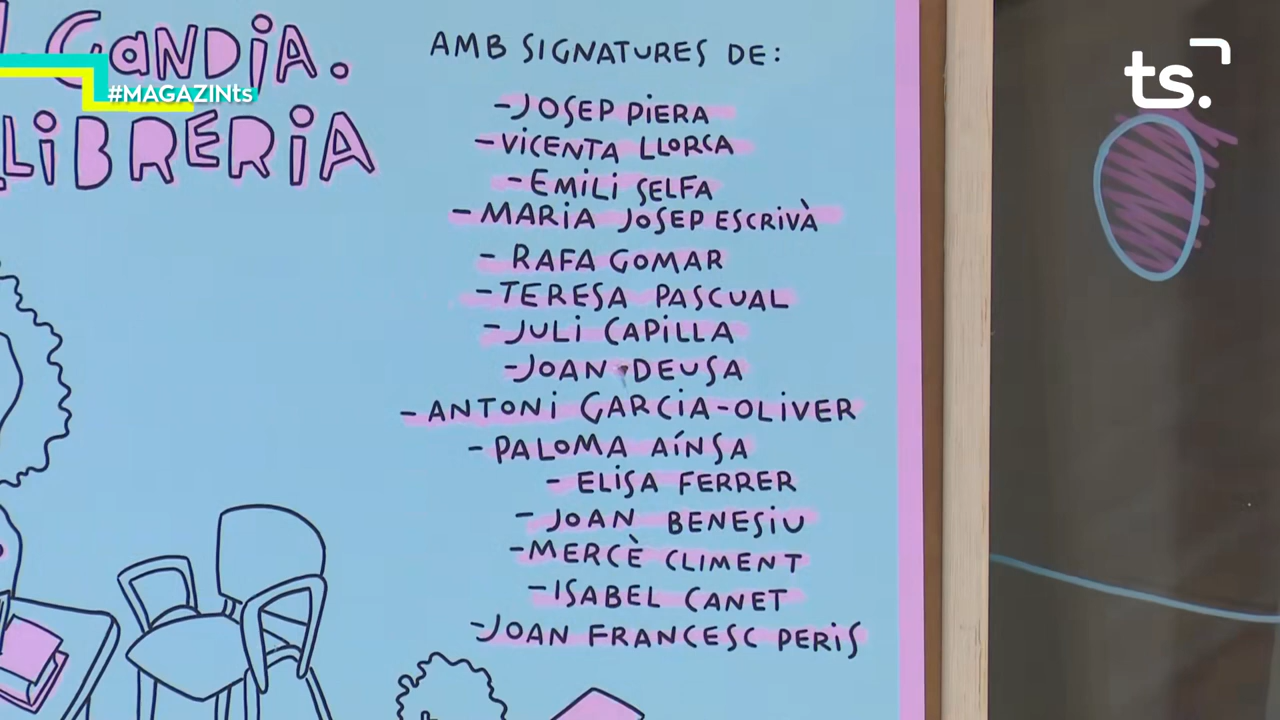 GANDIA.
LLIBRERIA
#MAGAZINts
ts.
AMB SIGNATURES DE:
-JOSEP PIERA
-VICENTA LLORCA
-EMILI SELFA
-MARIA JOSEP ESCRIVÀ
-RAFA GOMAR
-TERESA PASCUAL
-JULI CAPILLA
-JOAN DEUSA
-ANTONI GARCIA-OLIVER
-PALOMA AÍNSA
-ELISA FERRER
-JOAN BENESIU
-MERCÈ CLIMENT
-ISABEL CANET
-JOAN FRANCESC PERIS